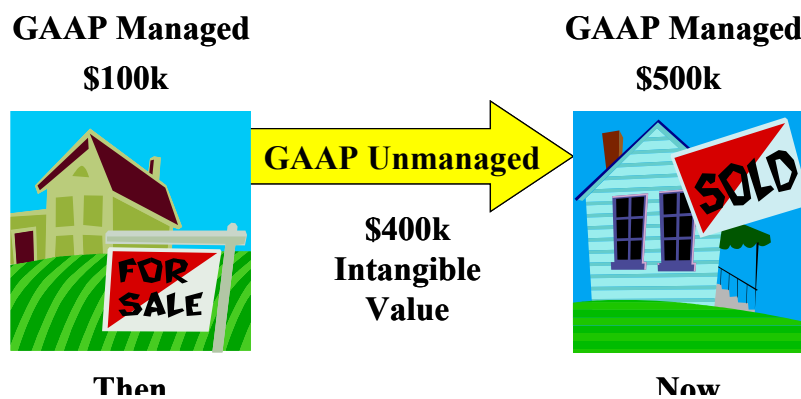 GAAP Managed
$100k
GAAP Managed
$500k
GAAP Unmanaged
$400k
Intangible
Value
FOR
SALE
SOLD
Then
Now